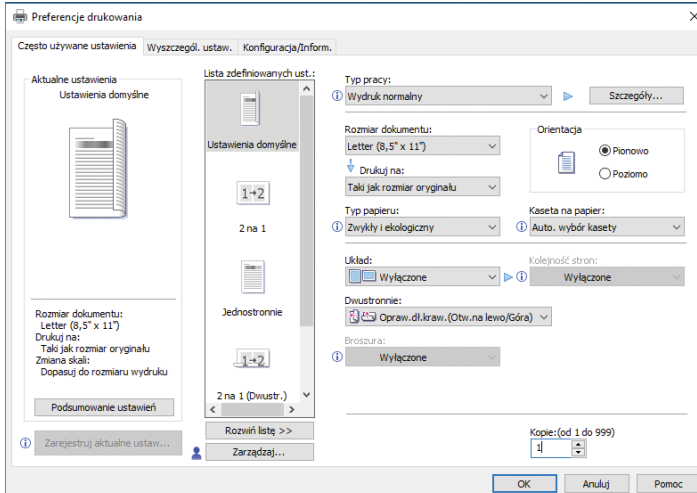 Preferencje drukowania
Często używane ustawienia
Wyszczegól. ustaw.
Konfiguracja/Inform.
Aktualne ustawienia
Ustawienia domyślne
Rozmiar dokumentu:
Letter (8,5" x 11")
Drukuj na:
Taki jak rozmiar oryginału
Zmiana skali:
Dopasuj do rozmiaru wydruku
Podsumowanie ustawień
Zarejestruj aktualne ustaw...
Lista zdefiniowanych ust.:
Ustawienia domyślne
1→2
2 na 1
Jednostronnie
1→2
2 na 1 (Dwustr.)
Rozwiń listę >>
Zarządzaj...
Typ pracy:
Wydruk normalny
Szczegóły...
Rozmiar dokumentu:
Letter (8,5" x 11")
Drukuj na:
Taki jak rozmiar oryginału
Orientacja
Pionowo
Poziomo
Typ papieru:
Zwykły i ekologiczny
Kaseta na papier:
Auto. wybór kasety
Układ:
Wyłączone
Kolejność stron:
Wyłączone
Dwustronnie:
Opraw.dł.kraw.(Otw.na lewo/Góra)
Broszura:
Wyłączone
Kopie:(od 1 do 999)
1
OK
Anuluj
Pomoc